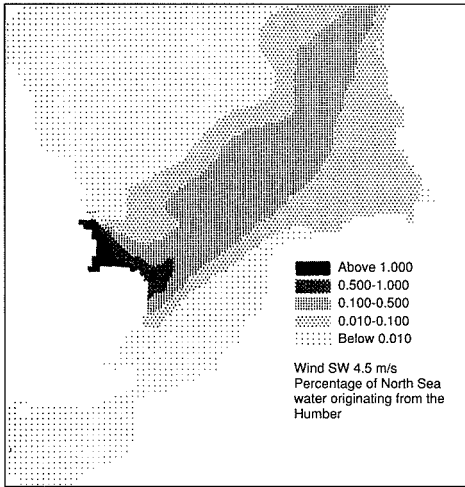 Above 1.000
0.500-1.000
0.100-0.500
0.010-0.100
Below 0.010
Wind SW 4.5 m/s
Percentage of North Sea
water originating from the
Humber